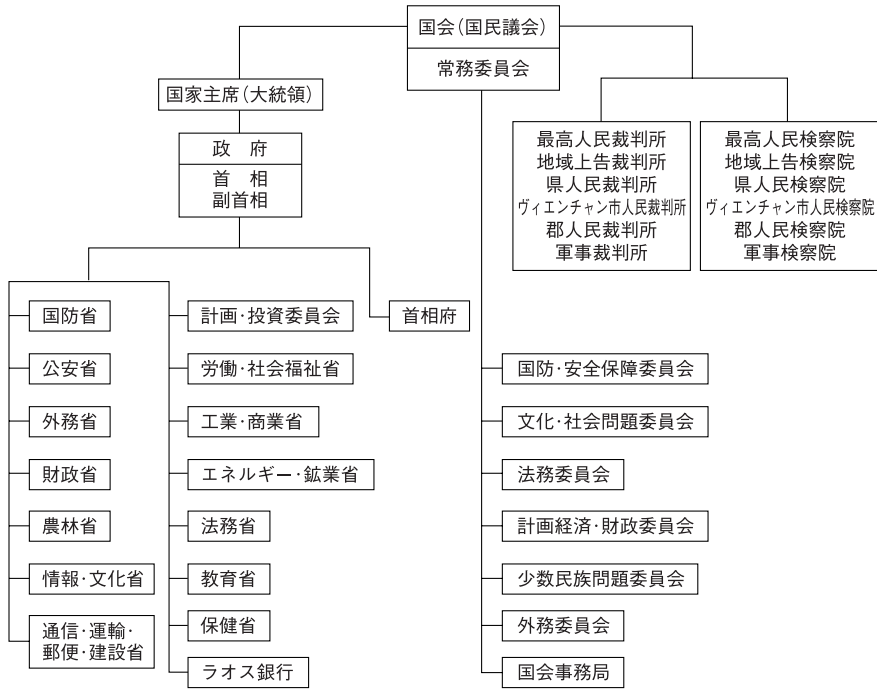 国会(国民議会)
常務委員会
国家主席(大統領)
政　府
首　相
副首相
最高人民裁判所
地域上告裁判所
県人民裁判所
ヴィエンチャン市人民裁判所
郡人民裁判所
軍事裁判所
最高人民検察院
地域上告検察院
県人民検察院
ヴィエンチャン市人民検察院
郡人民検察院
軍事検察院
国防省
公安省
外務省
財政省
農林省
情報・文化省
通信・運輸・
郵便・建設省
計画・投資委員会
労働・社会福祉省
工業・商業省
エネルギー・鉱業省
法務省
教育省
保健省
ラオス銀行
首相府
国防・安全保障委員会
文化・社会問題委員会
法務委員会
計画経済・財政委員会
少数民族問題委員会
外務委員会
国会事務局